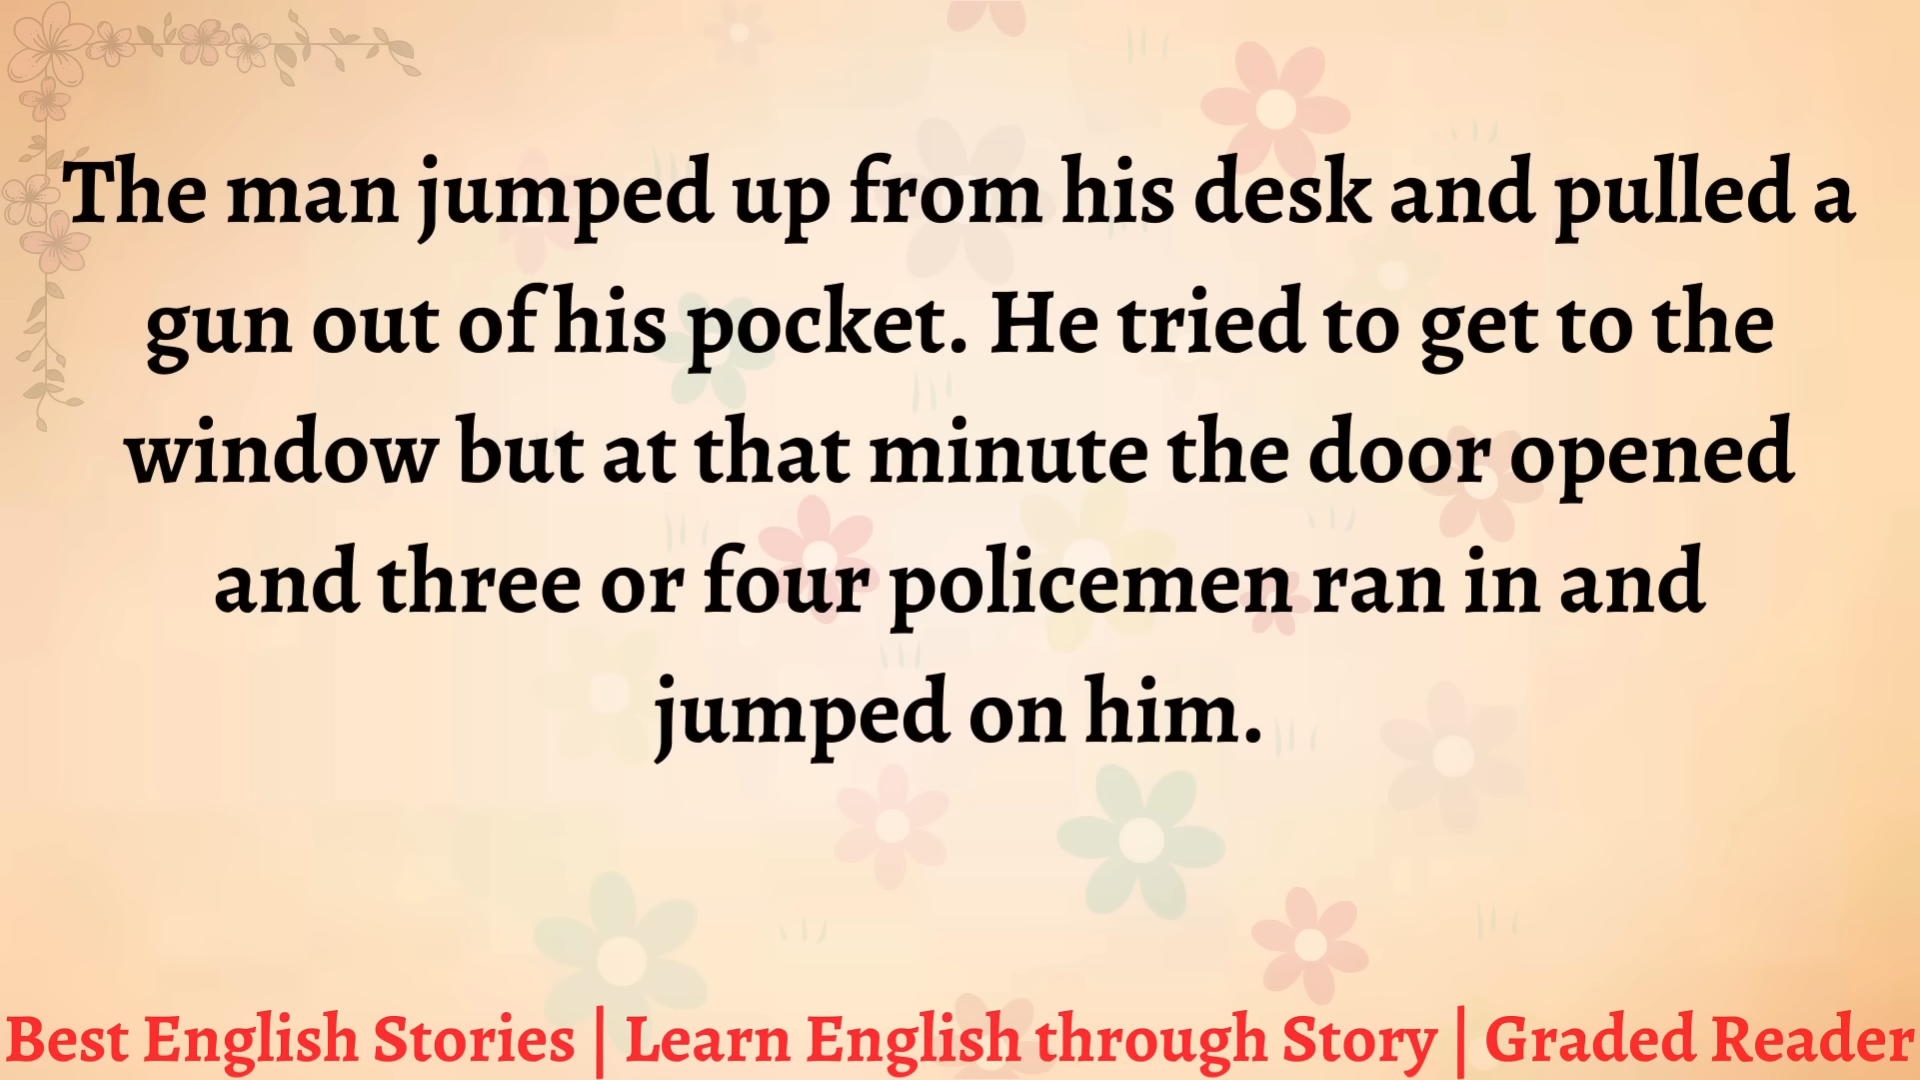 The man jumped up from his desk and pulled a
gun out of his pocket. He tried to get to the
window but at that minute the door opened
and three or four policemen ran in and
jumped on him.
Best English Stories | Learn English through Story | Graded Reader